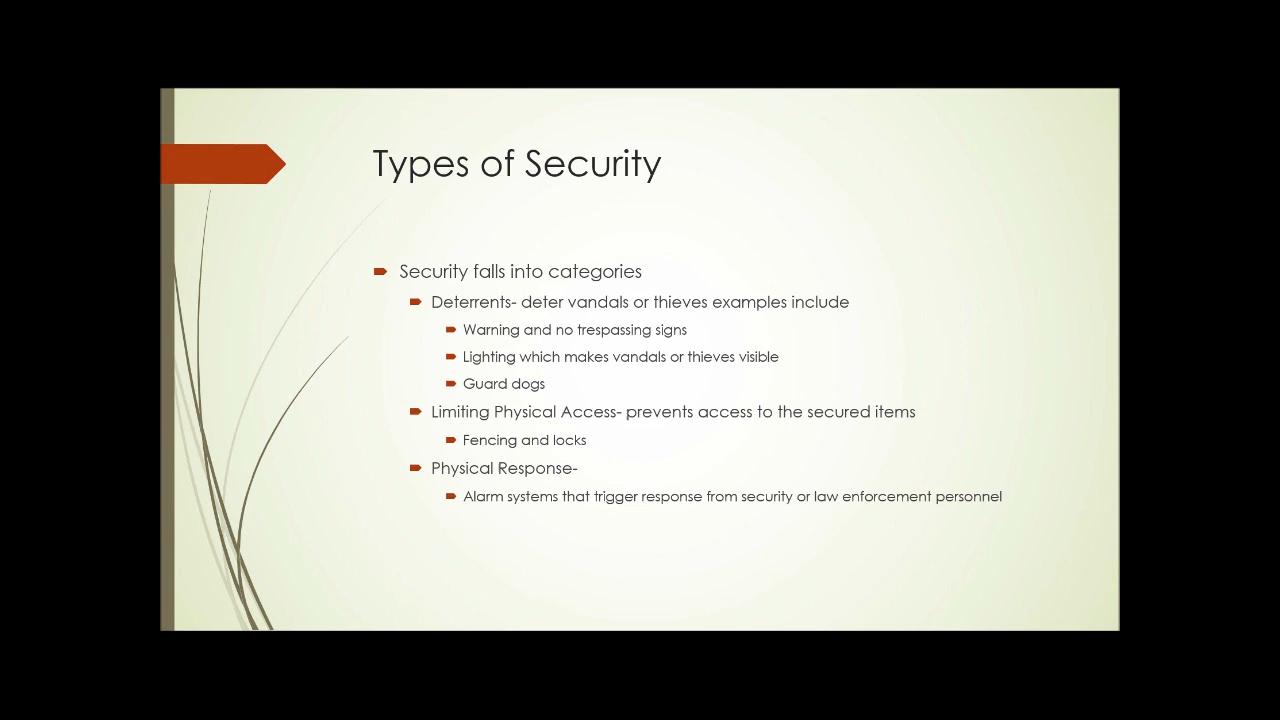 Types of Security
Security falls into categories
Deterrents- deter vandals or thieves examples include
Warning and no trespassing signs
Lighting which makes vandals or thieves visible
Guard dogs
Limiting Physical Access- prevents access to the secured items
Fencing and locks
Physical Response-
Alarm systems that trigger response from security or law enforcement personnel